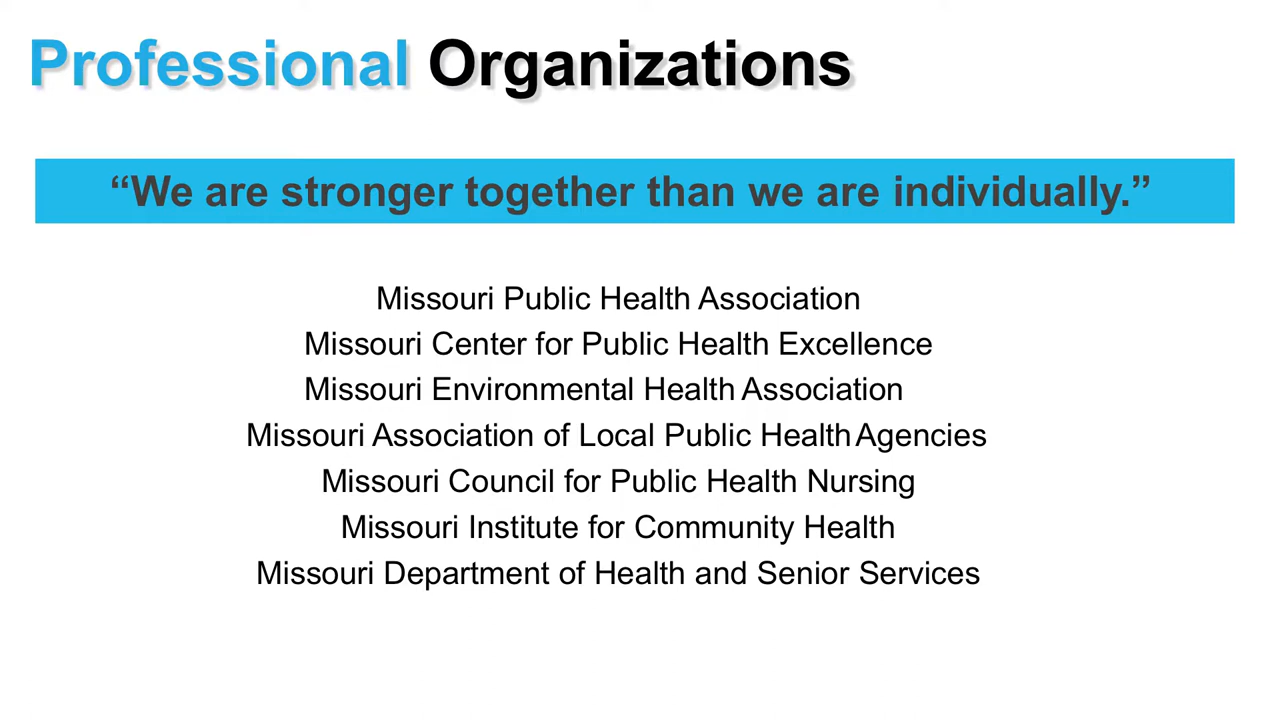 Professional Organizations
“We are stronger together than we are individually.”
Missouri Public Health Association
Missouri Center for Public Health Excellence
Missouri Environmental Health Association
Missouri Association of Local Public Health Agencies
Missouri Council for Public Health Nursing
Missouri Institute for Community Health
Missouri Department of Health and Senior Services